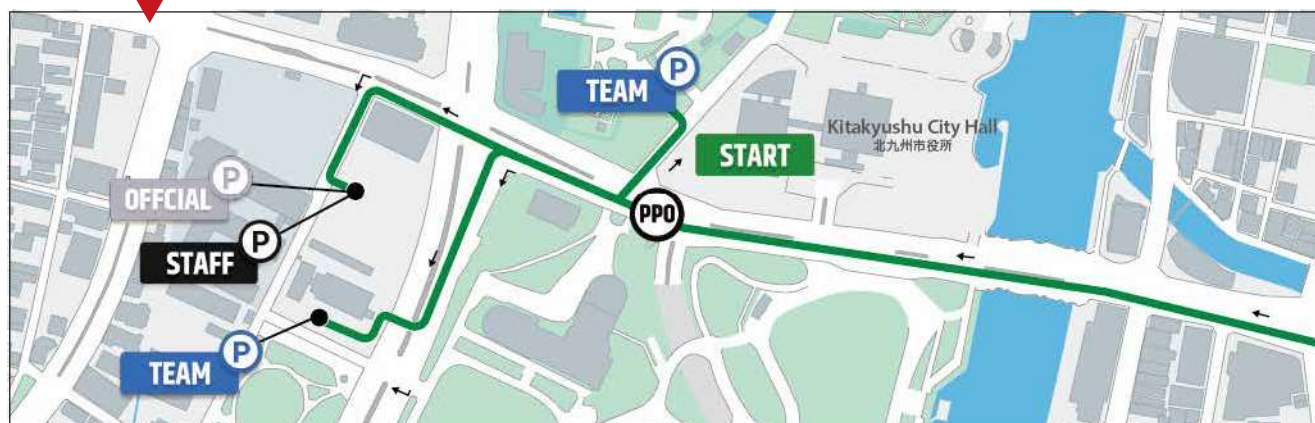 P
TEAM
Kitakyushu City Hall
北九州市役所
START
P
OFFCIAL
PPO
P
STAFF
P
TEAM